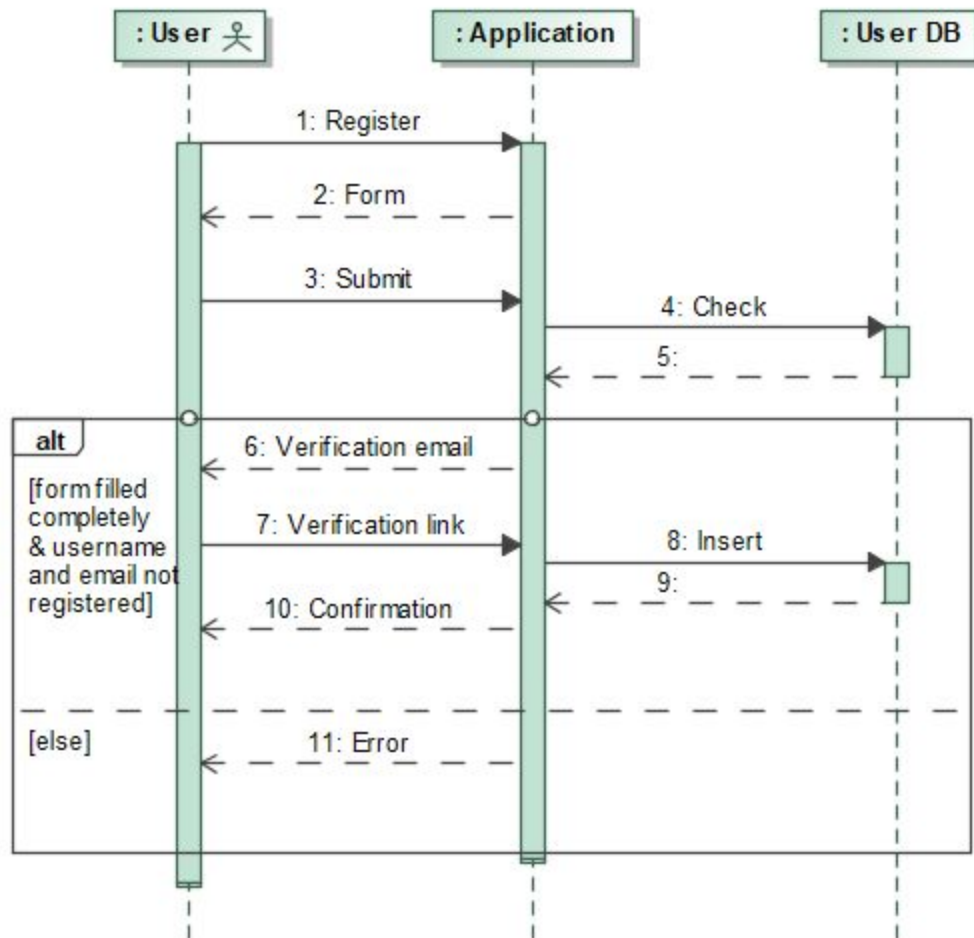 : User
: Application
: User DB
1: Register
2: Form
3: Submit
4: Check
5:
alt
6: Verification email
[form filled
completely
& username
and email not
registered]
7: Verification link
8: Insert
9:
10: Confirmation
[else]
11: Error